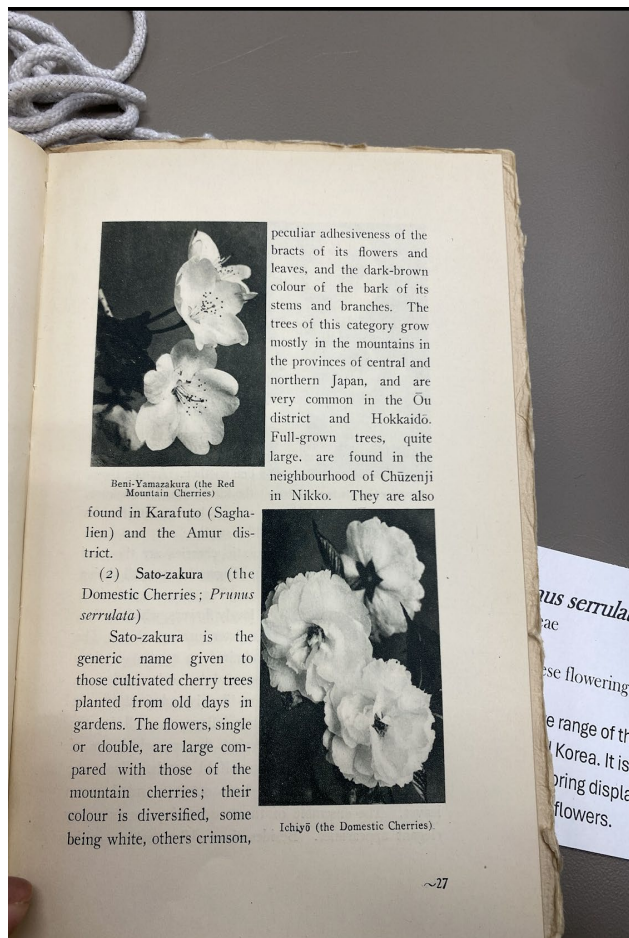 peculiar adhesiveness of the
bracts of its flowers and
leaves, and the dark-brown
colour of the bark of its
stems and branches. The
trees of this category grow
mostly in the mountains in
the provinces of central and
northern Japan, and are
very common in the Ōu
district and Hokkaidō.
Full-grown trees, quite
large, are found in the
neighbourhood of Chūzenji
in Nikko. They are also
Beni-Yamazakura (the Red
Mountain Cherries)
found in Karafuto (Sagha-
lien) and the Amur dis-
trict.
(2) Sato-zakura (the
Domestic Cherries; Prunus
serrulata)
Sato-zakura is the
generic name given to
those cultivated cherry trees
planted from old days in
gardens. The flowers, single
or double, are large com-
pared with those of the
mountain cherries; their
colour is diversified, some
being white, others crimson,
Ichiyō (the Domestic Cherries)
~27
nus serrula
eae
ese flowering
e range of th
Korea. It is
oring displa
flowers.